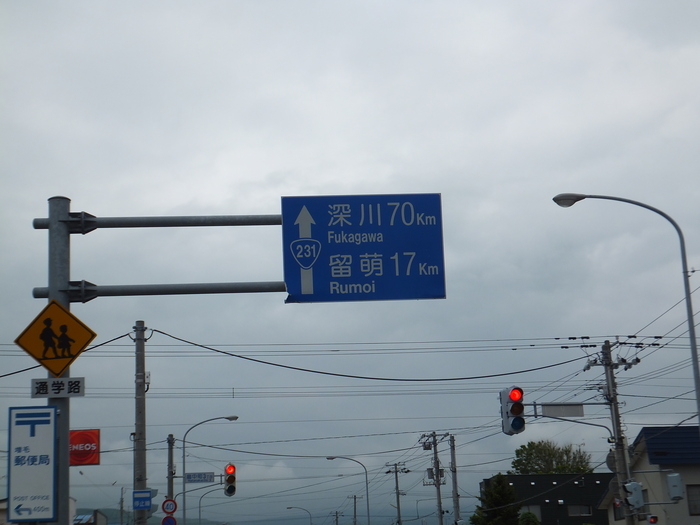 深川 70Km
Fukagawa
231
留萌 17Km
Rumoi
通学路
増毛
郵便局
POST OFFICE
420m
ENEOS